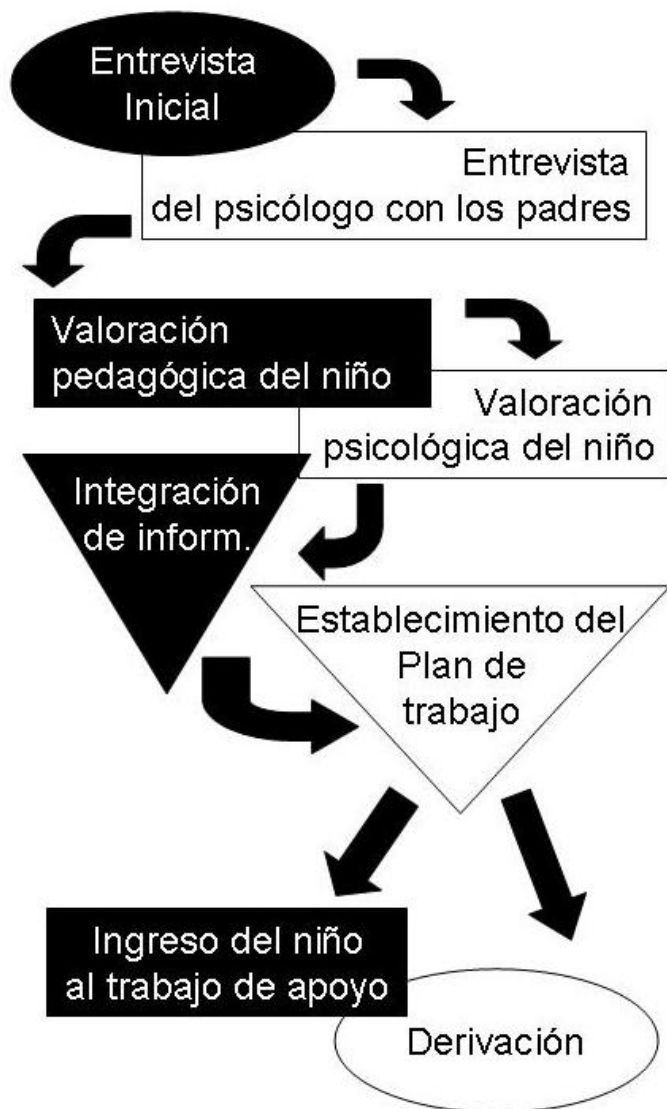 Entrevista
Inicial
Entrevista
del psicólogo con los padres
Valoración
pedagógica del niño
Valoración
psicológica del niño
Integración
de inform.
Establecimiento del
Plan de
trabajo
Ingreso del niño
al trabajo de apoyo
Derivación